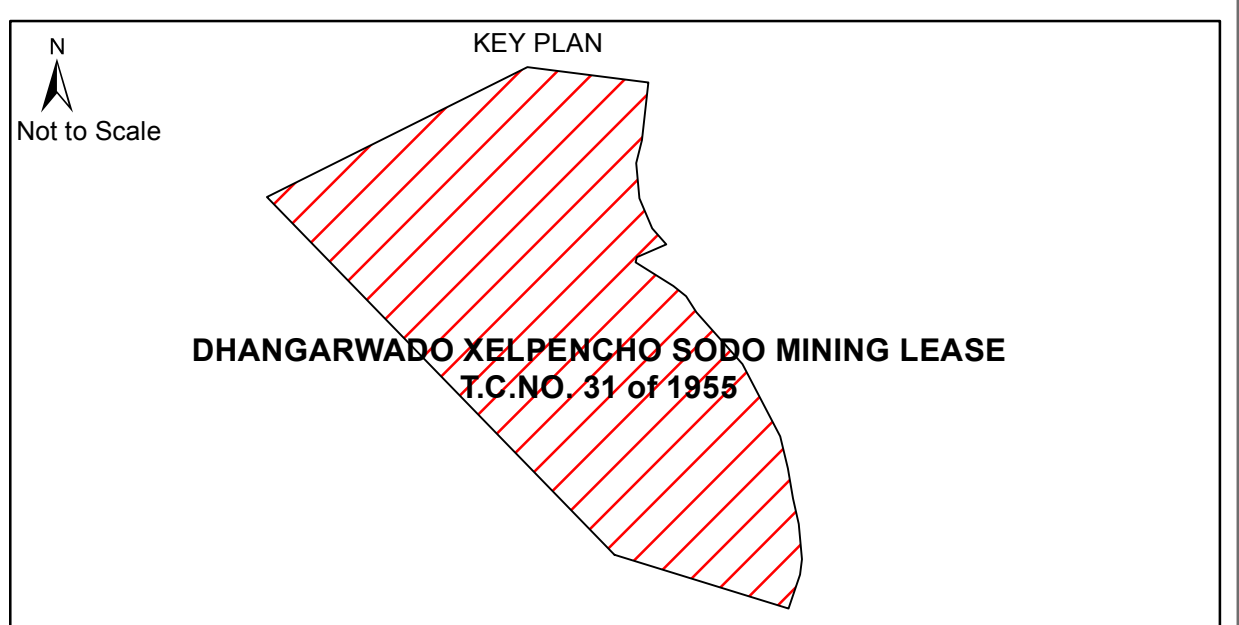 KEY PLAN
N
Not to Scale
DHANGARWADO XELPENCHO SODO MINING LEASE
T.C.NO. 31 of 1955